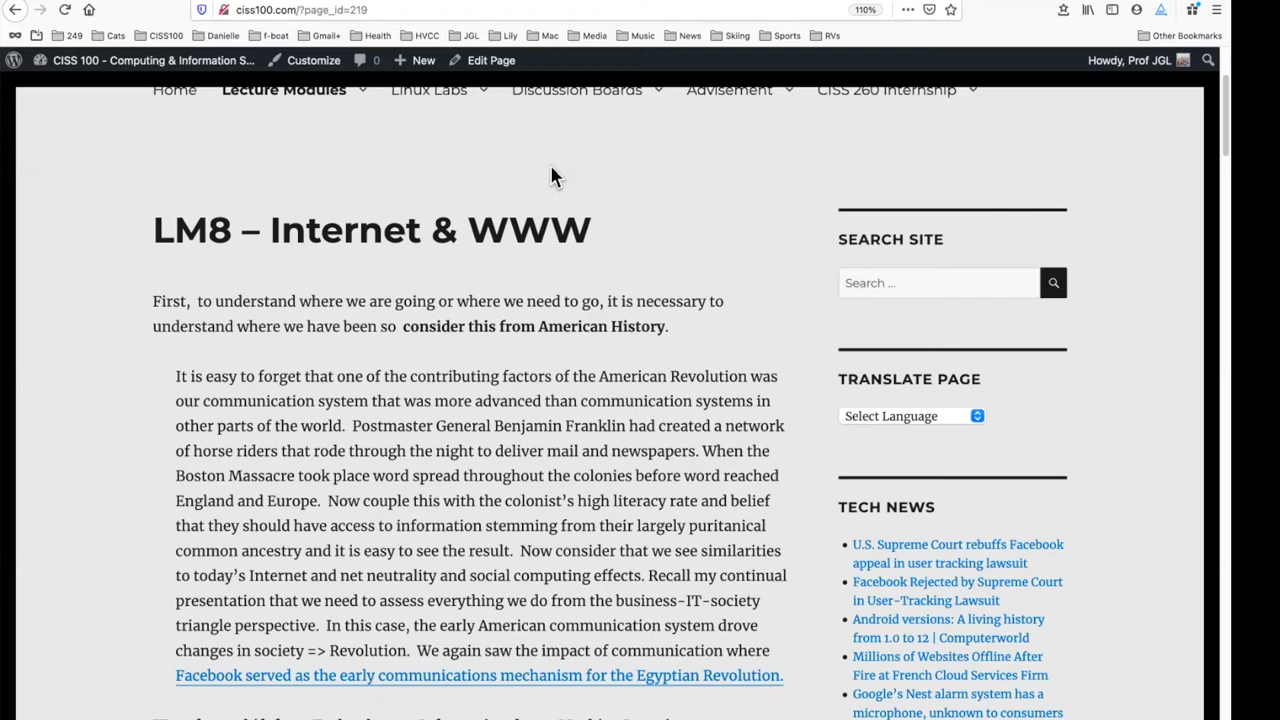 ciss100.com/?page_id=219
110%
249 Cats CISS100 Danielle f-boat Gmail+ Health HVCC JGL Lily Mac Media Music News Skiing Sports RVs Other Bookmarks
CISS 100 - Computing & Information S... Customize 0 New Edit Page Howdy, Prof JGL
Home Lecture Modules Linux Labs Discussion Boards Advisement CISS 260 Internship
LM8 – Internet & WWW
First, to understand where we are going or where we need to go, it is necessary to
understand where we have been so consider this from American History.
It is easy to forget that one of the contributing factors of the American Revolution was
our communication system that was more advanced than communication systems in
other parts of the world. Postmaster General Benjamin Franklin had created a network
of horse riders that rode through the night to deliver mail and newspapers. When the
Boston Massacre took place word spread throughout the colonies before word reached
England and Europe. Now couple this with the colonist's high literacy rate and belief
that they should have access to information stemming from their largely puritanical
common ancestry and it is easy to see the result. Now consider that we see similarities
to today's Internet and net neutrality and social computing effects. Recall my continual
presentation that we need to assess everything we do from the business-IT-society
triangle perspective. In this case, the early American communication system drove
changes in society => Revolution. We again saw the impact of communication where
Facebook served as the early communications mechanism for the Egyptian Revolution.
SEARCH SITE
Search ...
TRANSLATE PAGE
Select Language
TECH NEWS
U.S. Supreme Court rebuffs Facebook
appeal in user tracking lawsuit
Facebook Rejected by Supreme Court
in User-Tracking Lawsuit
Android versions: A living history
from 1.0 to 12 | Computerworld
Millions of Websites Offline After
Fire at French Cloud Services Firm
Google's Nest alarm system has a
microphone, unknown to consumers